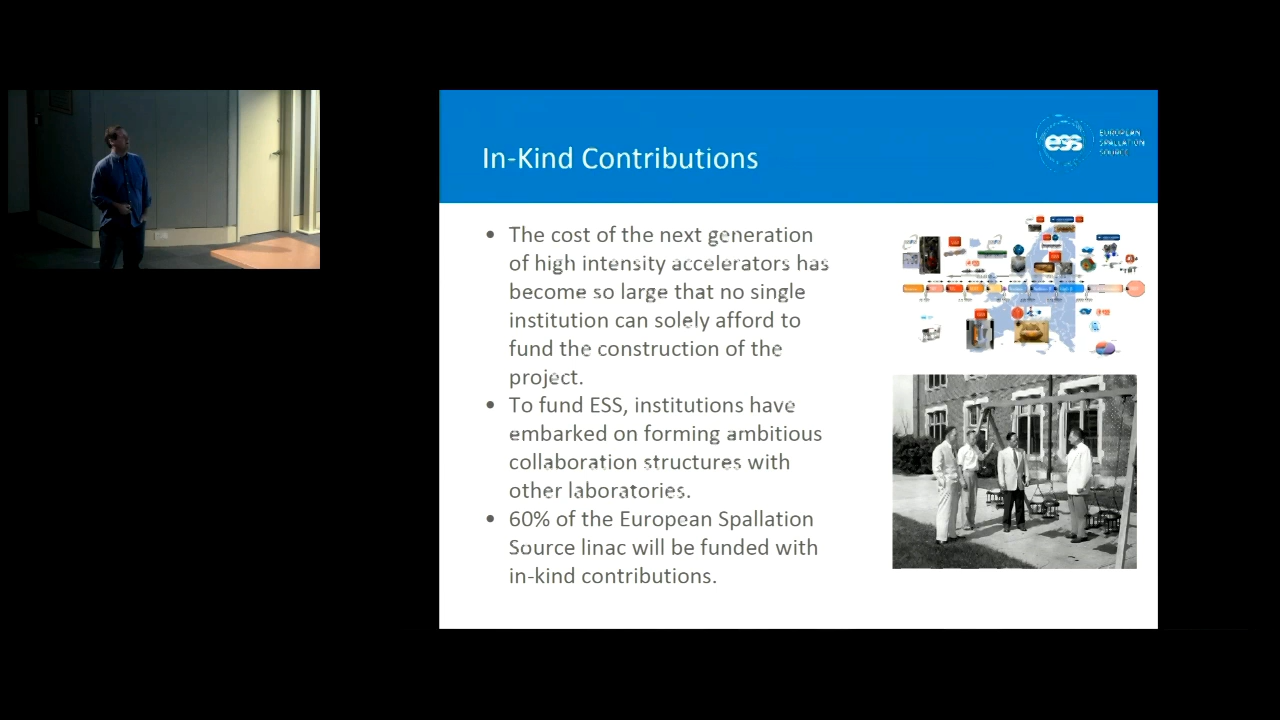 In-Kind Contributions
ess
EUROPEAN
SPALLATION
SOURCE
• The cost of the next generation
of high intensity accelerators has
become so large that no single
institution can solely afford to
fund the construction of the
project.
• To fund ESS, institutions have
embarked on forming ambitious
collaboration structures with
other laboratories.
• 60% of the European Spallation
Source linac will be funded with
in-kind contributions.